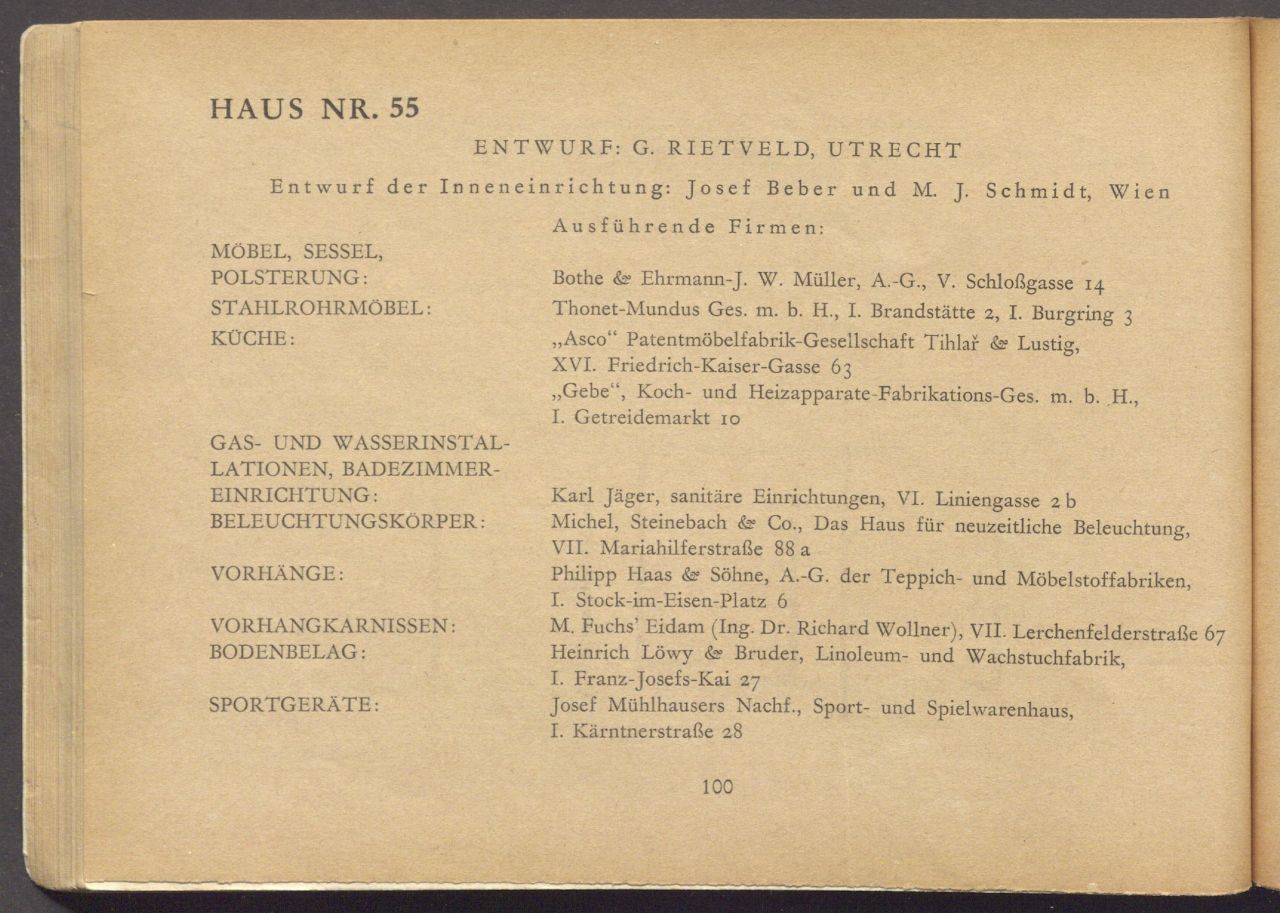 HAUS NR. 55
ENTWURF: G. RIETVELD, UTRECHT
Entwurf der Inneneinrichtung: Josef Beber und M. J. Schmidt, Wien
Ausführende Firmen:
MÖBEL, SESSEL,
POLSTERUNG: Bothe & Ehrmann-J. W. Müller, A.-G., V. Schloßgasse 14
STAHLROHRMÖBEL: Thonet-Mundus Ges. m. b. H., I. Brandstätte 2, I. Burgring 3
KÜCHE: „Asco“ Patentmöbelfabrik-Gesellschaft Tihlař & Lustig,
XVI. Friedrich-Kaiser-Gasse 63
„Gebe“, Koch- und Heizapparate-Fabrikations-Ges. m. b. H.,
I. Getreidemarkt 10
GAS- UND WASSERINSTAL-
LATIONEN, BADEZIMMER-
EINRICHTUNG: Karl Jäger, sanitäre Einrichtungen, VI. Liniengasse 2 b
BELEUCHTUNGSKÖRPER: Michel, Steinebach & Co., Das Haus für neuzeitliche Beleuchtung,
VII. Mariahilferstraße 88 a
VORHÄNGE: Philipp Haas & Söhne, A.-G. der Teppich- und Möbelstoffabriken,
I. Stock-im-Eisen-Platz 6
VORHANGKARNISSEN: M. Fuchs’ Eidam (Ing. Dr. Richard Wollner), VII. Lerchenfelderstraße 67
BODENBELAG: Heinrich Löwy & Bruder, Linoleum- und Wachstuchfabrik,
I. Franz-Josefs-Kai 27
SPORTGERÄTE: Josef Mühlhausers Nachf., Sport- und Spielwarenhaus,
I. Kärntnerstraße 28
100